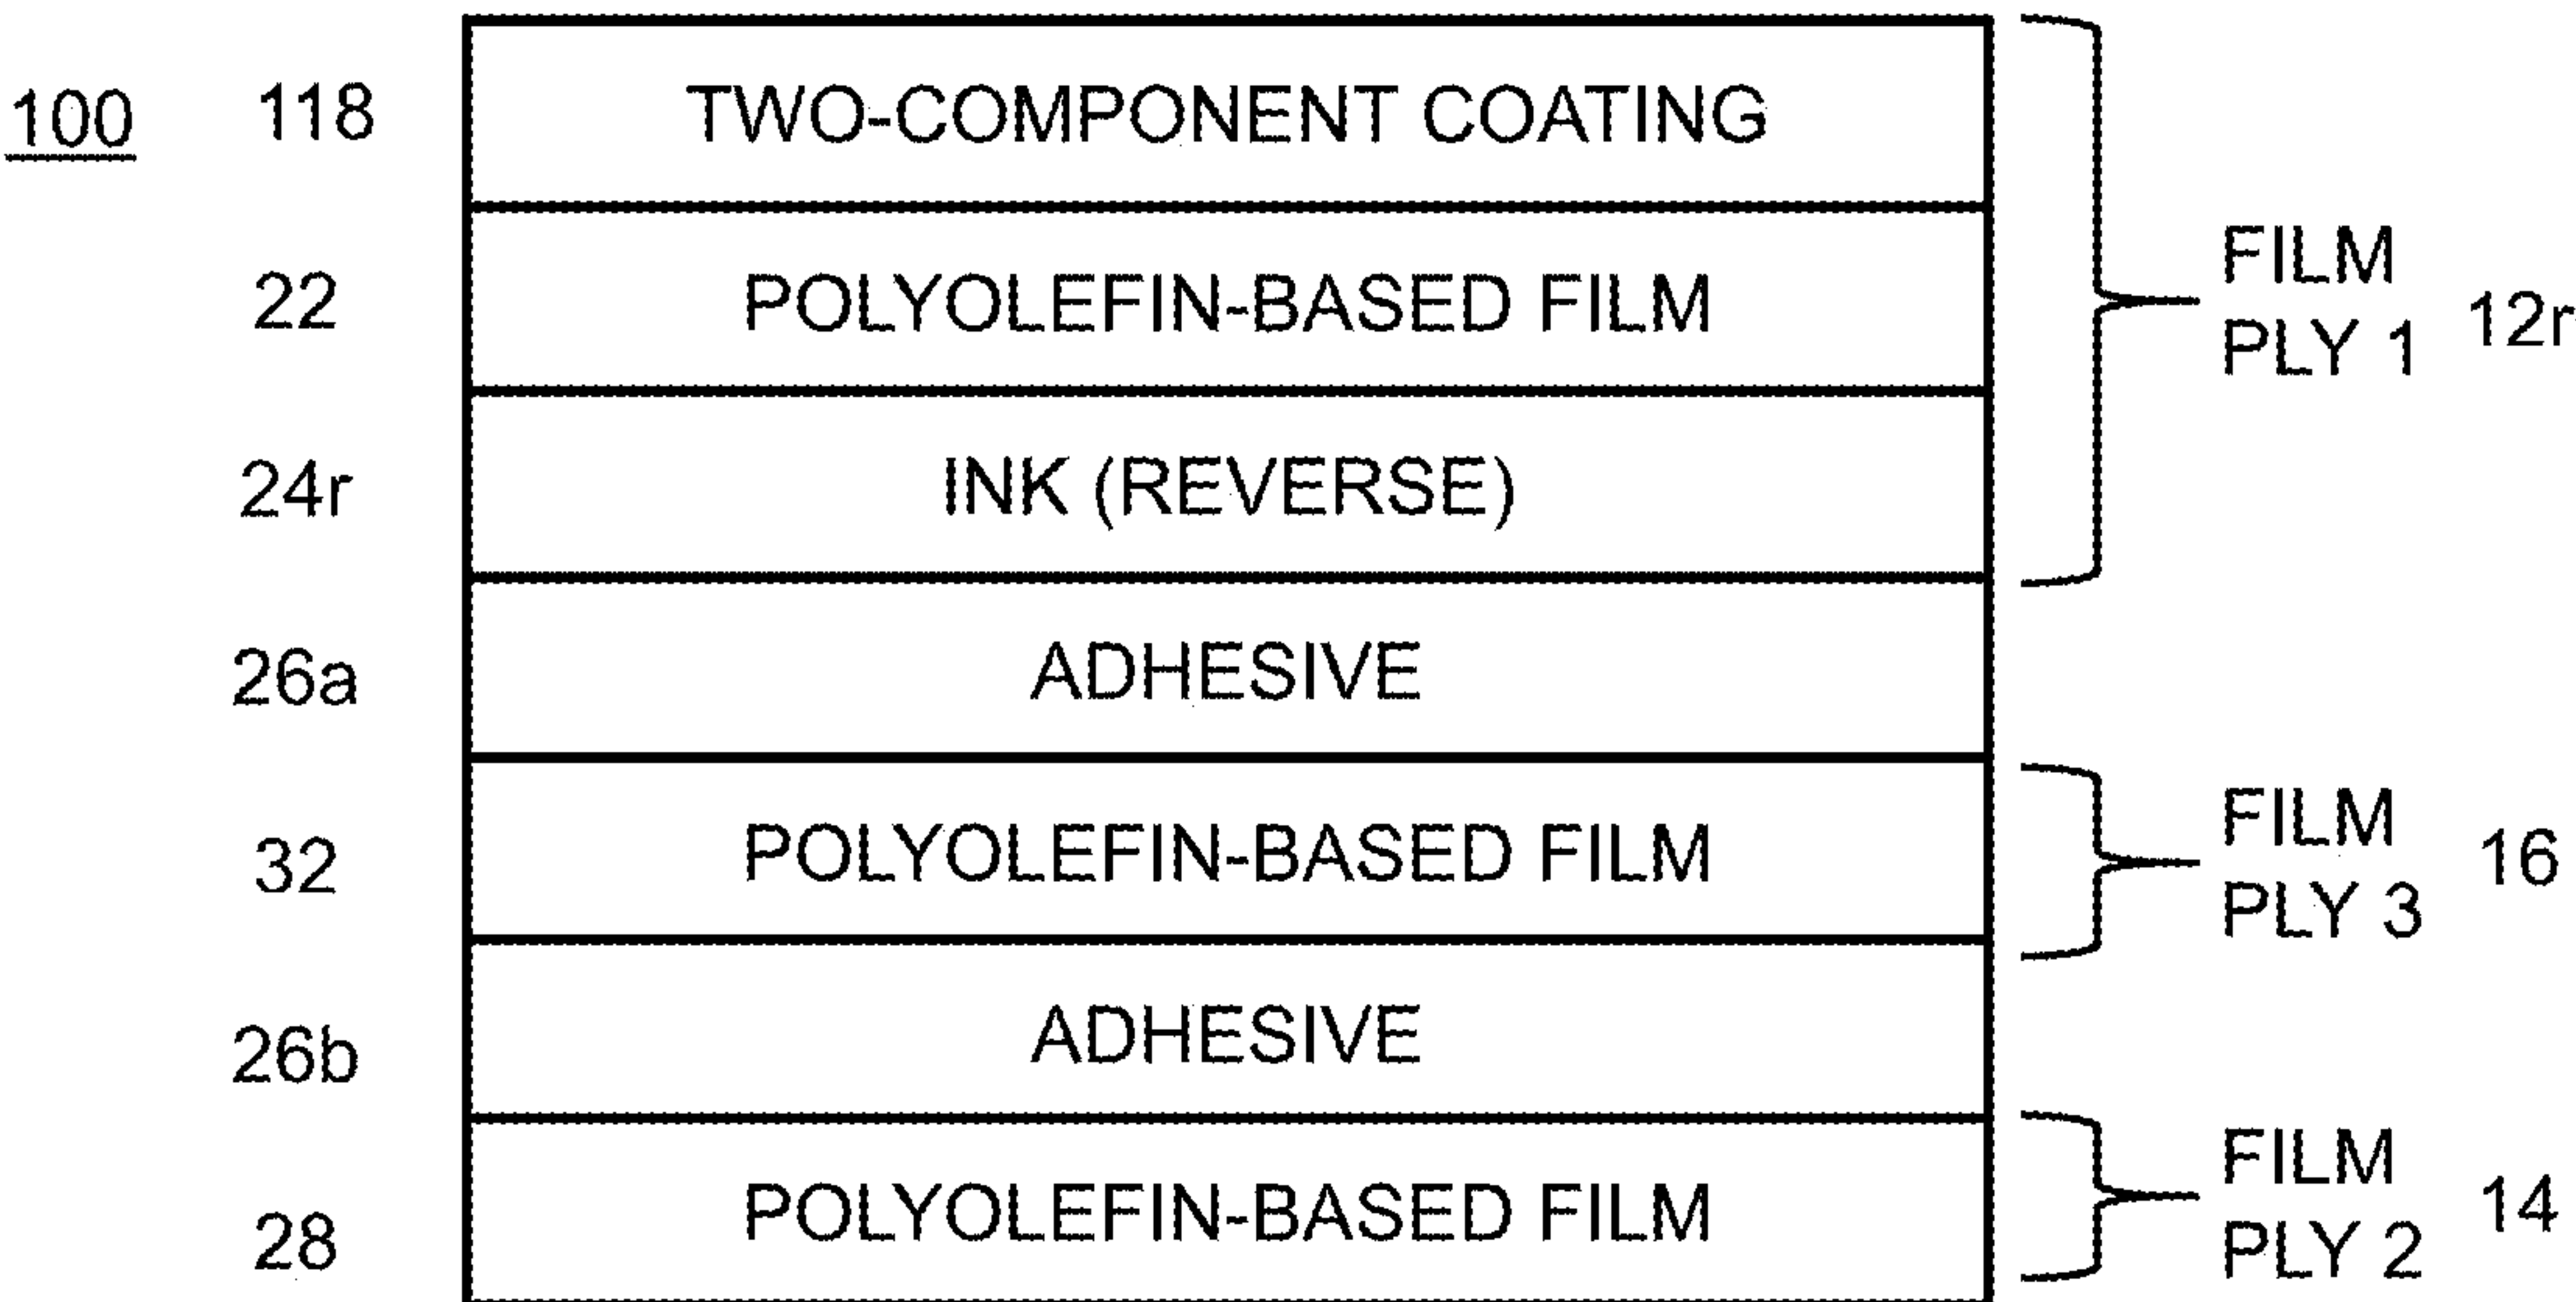 100
118 TWO-COMPONENT COATING
22 POLYOLEFIN-BASED FILM
FILM
PLY 1 12r
24r INK (REVERSE)
26a ADHESIVE
32 POLYOLEFIN-BASED FILM
FILM
PLY 3 16
26b ADHESIVE
28 POLYOLEFIN-BASED FILM
FILM
PLY 2 14